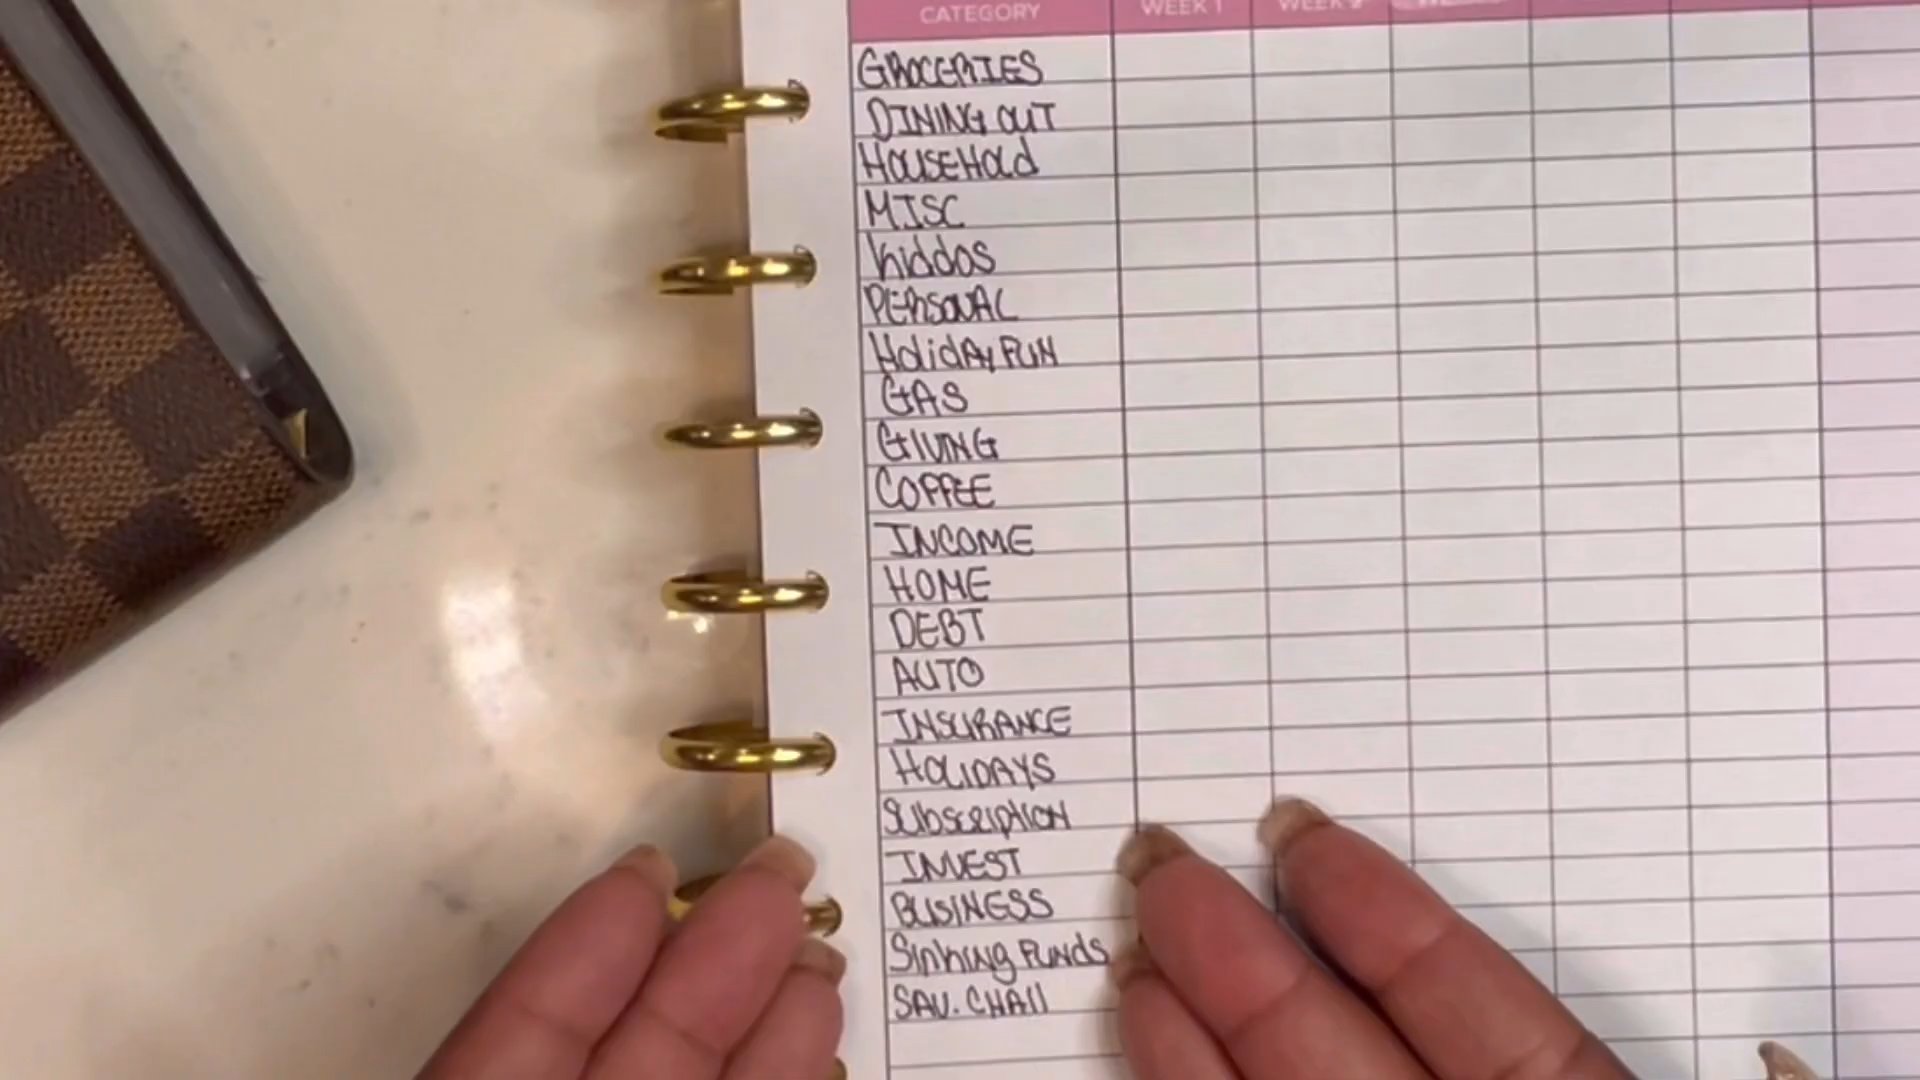 CATEGORY WEEK 1 WEEK
GROCERIES
DINING OUT
HOUSEHOLD
MISC
Kiddos
PERSONAL
HOLIDAY FUN
GAS
GIVING
COFFEE
INCOME
HOME
DEBT
AUTO
INSURANCE
HOLIDAYS
Subscription
INVEST
BUSINESS
Sinking Funds
SAV. CHAll